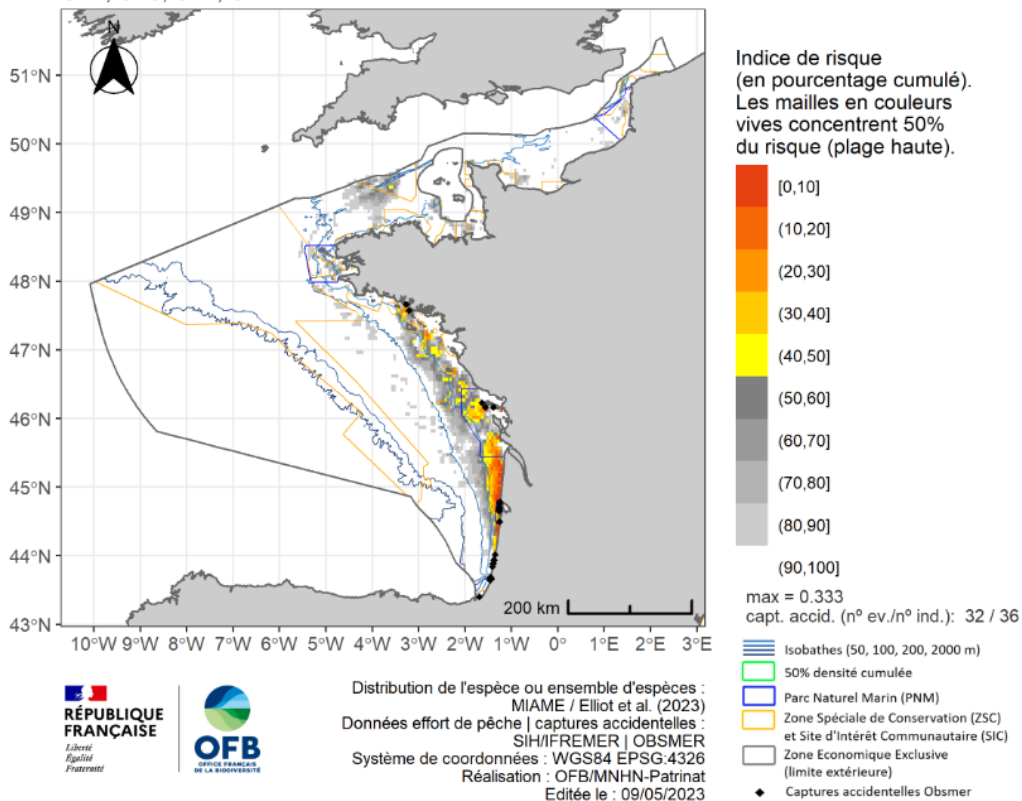 N
51°N
50°N
49°N
48°N
47°N
46°N
45°N
44°N
43°N
10°W 9°W 8°W 7°W 6°W 5°W 4°W 3°W 2°W 1°W 0° 1°E 2°E 3°E
200 km
Indice de risque
(en pourcentage cumulé).
Les mailles en couleurs
vives concentrent 50%
du risque (plage haute).
[0,10]
(10,20]
(20,30]
(30,40]
(40,50]
(50,60]
(60,70]
(70,80]
(80,90]
(90,100]
max = 0.333
capt. accid. (nº ev./nº ind.): 32 / 36
Isobathes (50, 100, 200, 2000 m)
50% densité cumulée
Parc Naturel Marin (PNM)
Zone Spéciale de Conservation (ZSC)
et Site d'Intérêt Communautaire (SIC)
Zone Economique Exclusive
(limite extérieure)
Captures accidentelles Obsmer
RÉPUBLIQUE
FRANÇAISE
Liberté
Égalité
Fraternité
OFB
OFFICE FRANÇAIS
DE LA BIODIVERSITÉ
Distribution de l'espèce ou ensemble d'espèces :
MIAME / Elliot et al. (2023)
Données effort de pêche | captures accidentelles :
SIH/IFREMER | OBSMER
Système de coordonnées : WGS84 EPSG:4326
Réalisation : OFB/MNHN-Patrinat
Editée le : 09/05/2023